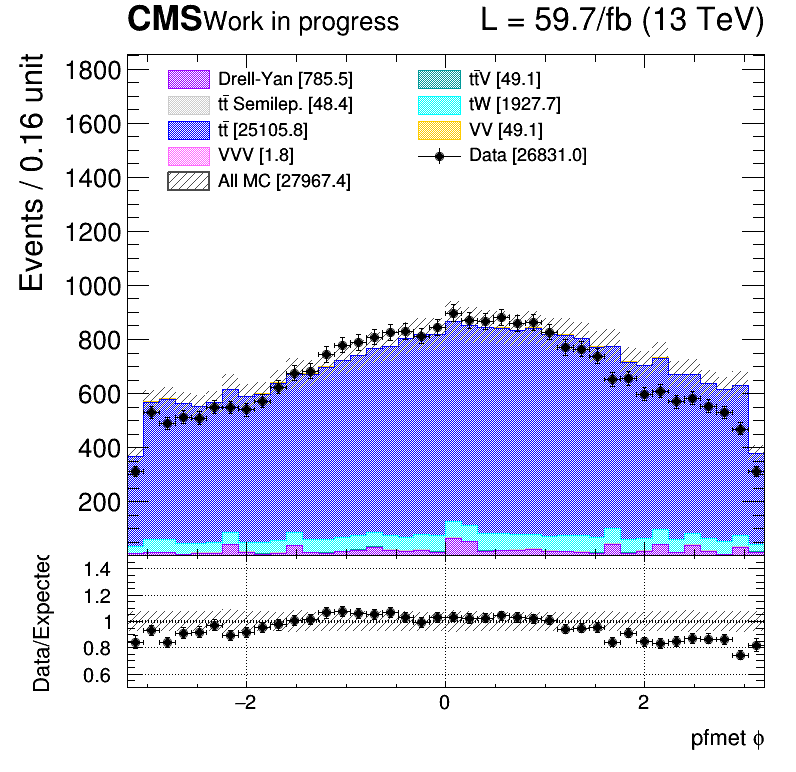 CMS Work in progress L = 59.7/fb (13 TeV)
Events / 0.16 unit
1800
1600
1400
1200
1000
800
600
400
200
Drell-Yan [785.5]
tt̄ Semilep. [48.4]
tt̄ [25105.8]
VVV [1.8]
All MC [27967.4]
tt̄V [49.1]
tW [1927.7]
VV [49.1]
Data [26831.0]
Data/Expected
1.4
1.2
1
0.8
0.6
−2 0 2
pfmet ϕ